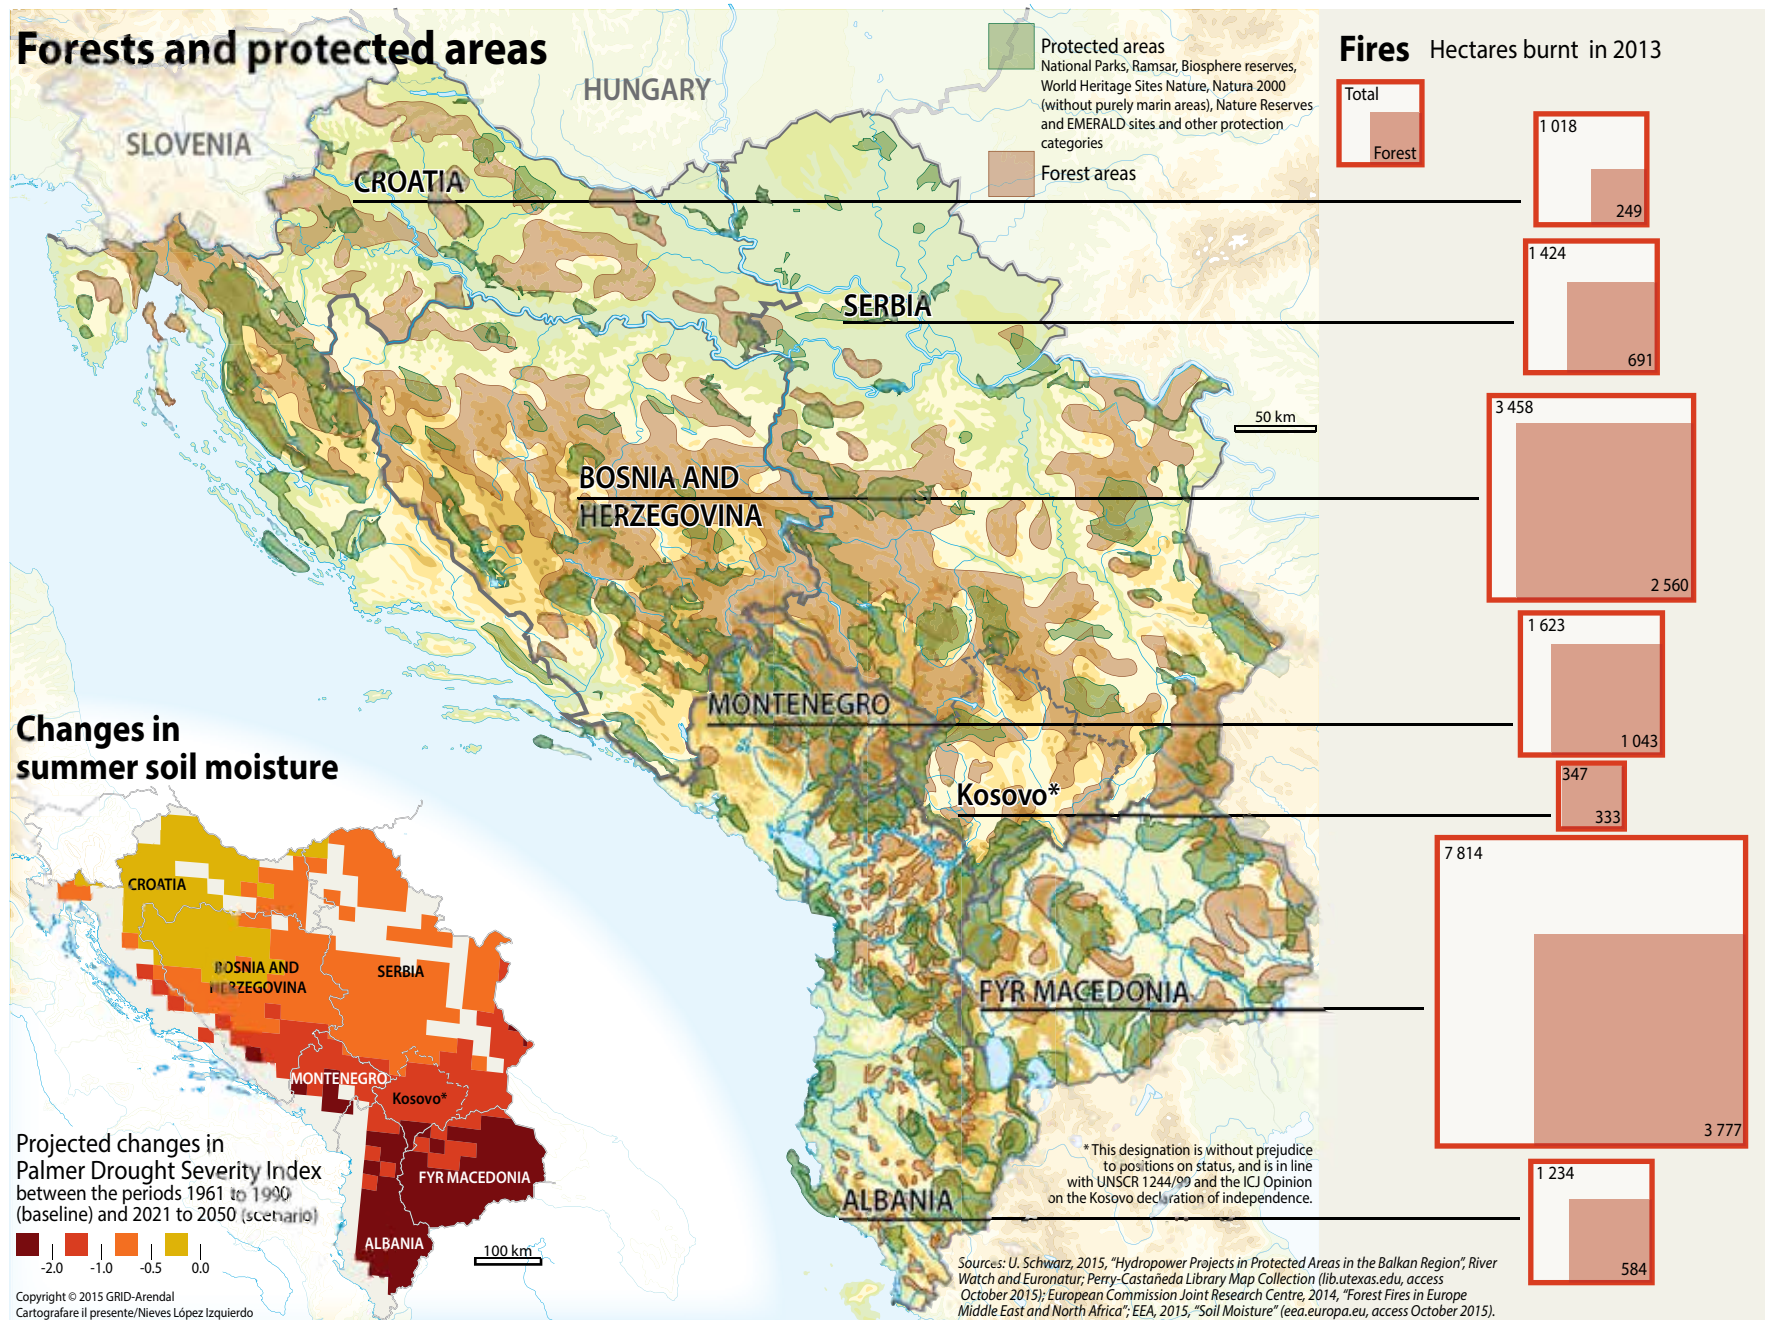 Forests and protected areas
HUNGARY
SLOVENIA
CROATIA
SERBIA
BOSNIA AND
HERZEGOVINA
MONTENEGRO
Kosovo*
FYR MACEDONIA
ALBANIA
50 km
Protected areas
National Parks, Ramsar, Biosphere reserves,
World Heritage Sites Nature, Natura 2000
(without purely marin areas), Nature Reserves
and EMERALD sites and other protection
categories
Forest areas
Fires Hectares burnt in 2013
Total
Forest
1 018
249
1 424
691
3 458
2 560
1 623
1 043
347
333
7 814
3 777
1 234
584
Changes in
summer soil moisture
CROATIA
BOSNIA AND
HERZEGOVINA
SERBIA
MONTENEGRO
Kosovo*
FYR MACEDONIA
ALBANIA
100 km
Projected changes in
Palmer Drought Severity Index
between the periods 1961 to 1990
(baseline) and 2021 to 2050 (scenario)
-2.0 -1.0 -0.5 0.0
Copyright © 2015 GRID-Arendal
Cartografare il presente/Nieves López Izquierdo
* This designation is without prejudice
to positions on status, and is in line
with UNSCR 1244/99 and the ICJ Opinion
on the Kosovo declaration of independence.
Sources: U. Schwarz, 2015, “Hydropower Projects in Protected Areas in the Balkan Region”, River
Watch and Euronatur; Perry-Castañeda Library Map Collection (lib.utexas.edu, access
October 2015); European Commission Joint Research Centre, 2014, “Forest Fires in Europe
Middle East and North Africa”; EEA, 2015, “Soil Moisture” (eea.europa.eu, access October 2015).